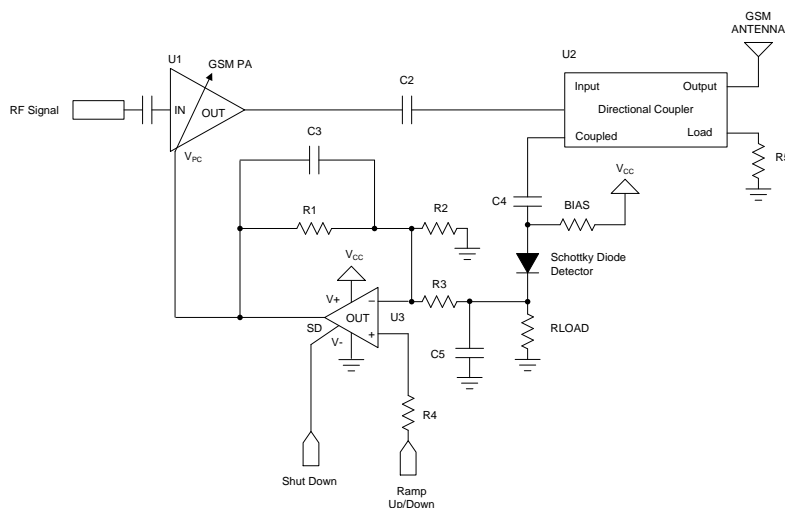 GSM
ANTENNA
U1
U2
GSM PA
C2
Input
Output
RF Signal
IN
OUT
Directional Coupler
Coupled
Load
VPC
C3
R5
VCC
C4
BIAS
R1
R2
Schottky Diode
Detector
VCC
V+
OUT
−
U3
R3
SD
+
V-
C5
RLOAD
R4
Shut Down
Ramp
Up/Down